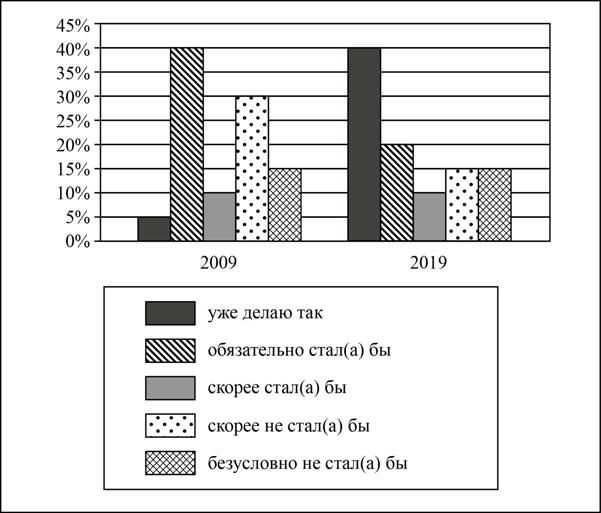 45%
40%
35%
30%
25%
20%
15%
10%
5%
0%
2009 2019
уже делаю так
обязательно стал(а) бы
скорее стал(а) бы
скорее не стал(а) бы
безусловно не стал(а) бы